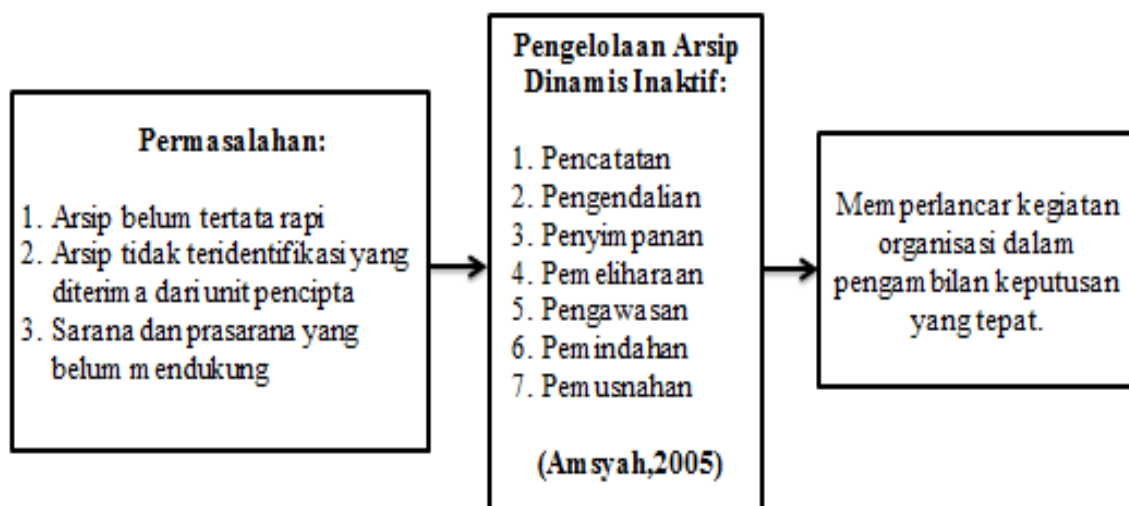 Permasalahan:
1. Arsip belum tertata rapi
2. Arsip tidak teridentifikasi yang
diterima dari unit pencipta
3. Sarana dan prasarana yang
belum mendukung
Pengelolaan Arsip
Dinamis Inaktif:
1. Pencatatan
2. Pengendalian
3. Penyimpanan
4. Pemeliharaan
5. Pengawasan
6. Pemindahan
7. Pemusnahan
(Amsyah,2005)
Memperlancar kegiatan
organisasi dalam
pengambilan keputusan
yang tepat.